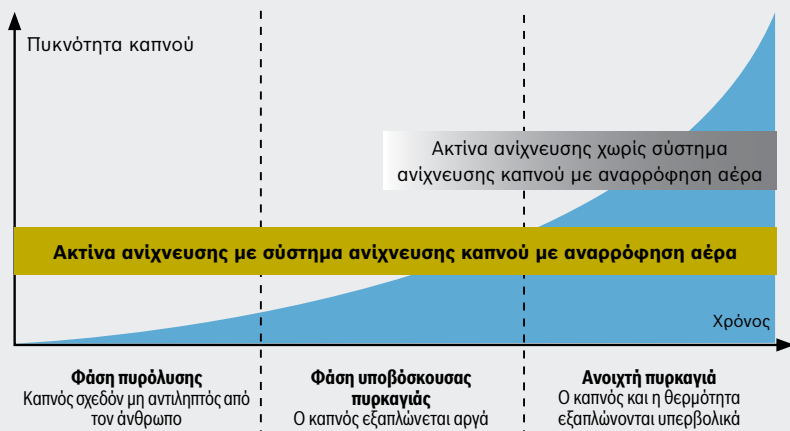 Πυκνότητα καπνού
Ακτίνα ανίχνευσης χωρίς σύστημα
ανίχνευσης καπνού με αναρρόφηση αέρα
Ακτίνα ανίχνευσης με σύστημα ανίχνευσης καπνού με αναρρόφηση αέρα
Χρόνος
Φάση πυρόλυσης
Καπνός σχεδόν μη αντιληπτός από
τον άνθρωπο
Φάση υποβόσκουσας
πυρκαγιάς
Ο καπνός εξαπλώνεται αργά
Ανοιχτή πυρκαγιά
Ο καπνός και η θερμότητα
εξαπλώνονται υπερβολικά